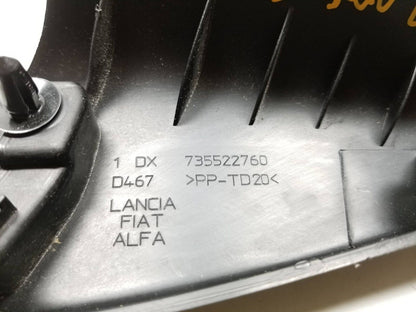 1 DX 735522760
D467 >PP-TD20<
LANCIA
FIAT
ALFA